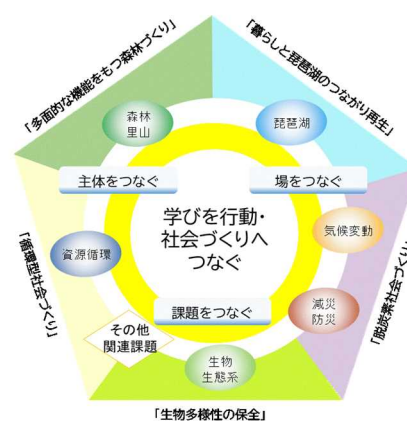 「多面的な機能をもつ森林づくり」
「暮らしと琵琶湖のつながり再生」
森林
里山
琵琶湖
主体をつなぐ
場をつなぐ
学びを行動・
社会づくりへ
つなぐ
気候変動
資源循環
減災
防災
課題をつなぐ
その他
関連課題
生物
生態系
「循環型社会づくり」
「脱炭素社会づくり」
「生物多様性の保全」